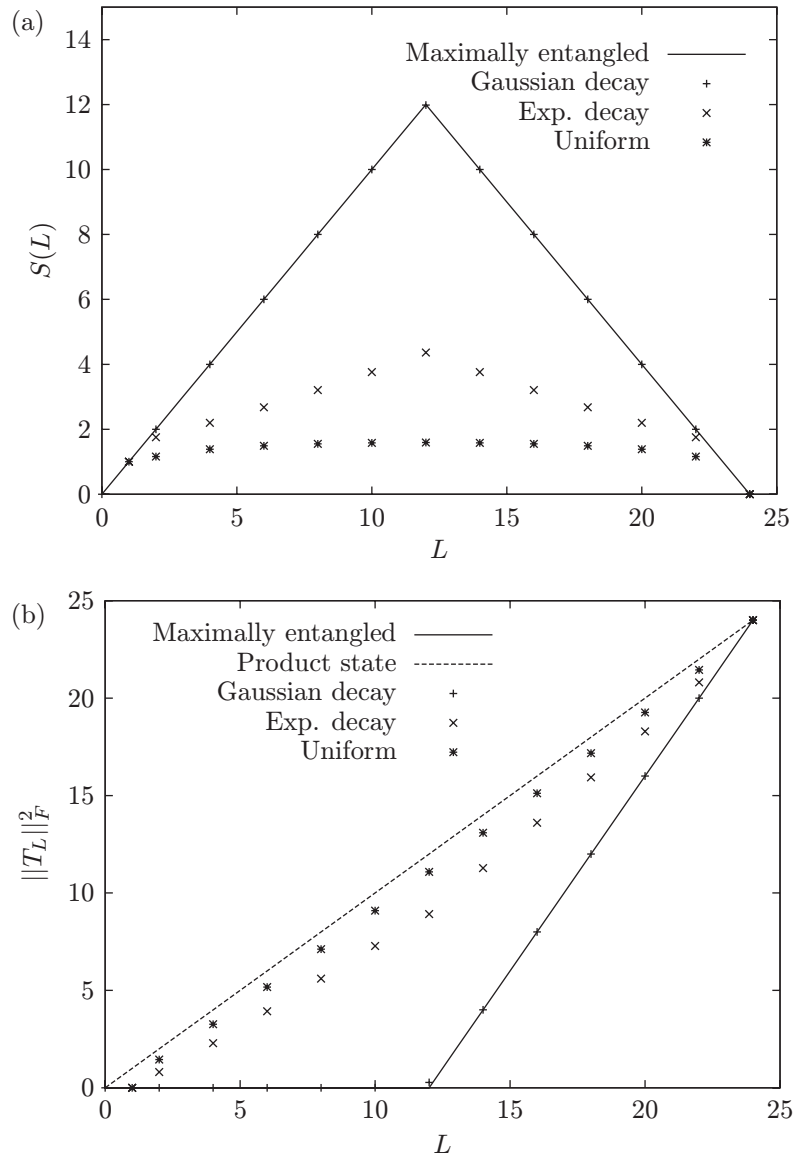 (a)
14
12
10
8
6
4
2
0
S(L)
Maximally entangled
Gaussian decay
Exp. decay
Uniform
0 5 10 15 20 25
L
(b)
25
20
15
10
5
0
||T_L||²_F
Maximally entangled
Product state
Gaussian decay
Exp. decay
Uniform
0 5 10 15 20 25
L